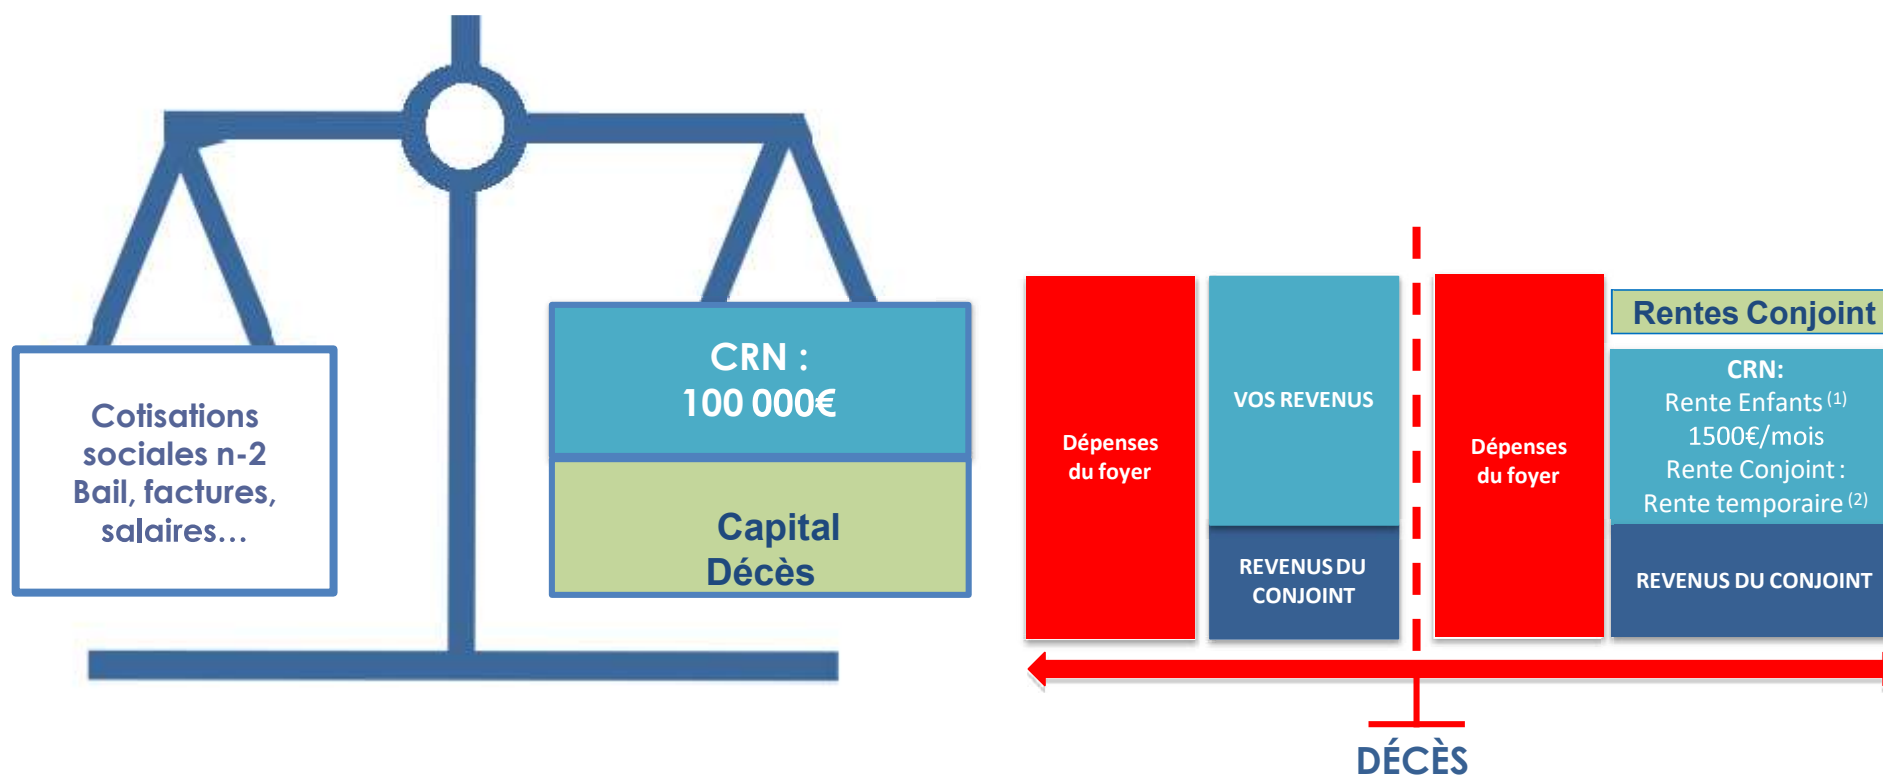 Cotisations
sociales n-2
Bail, factures,
salaires…
CRN :
100 000€
Capital
Décès
Dépenses
du foyer
VOS REVENUS
REVENUS DU
CONJOINT
Dépenses
du foyer
Rentes Conjoint
CRN:
Rente Enfants (1)
1500€/mois
Rente Conjoint :
Rente temporaire (2)
REVENUS DU CONJOINT
DÉCÈS